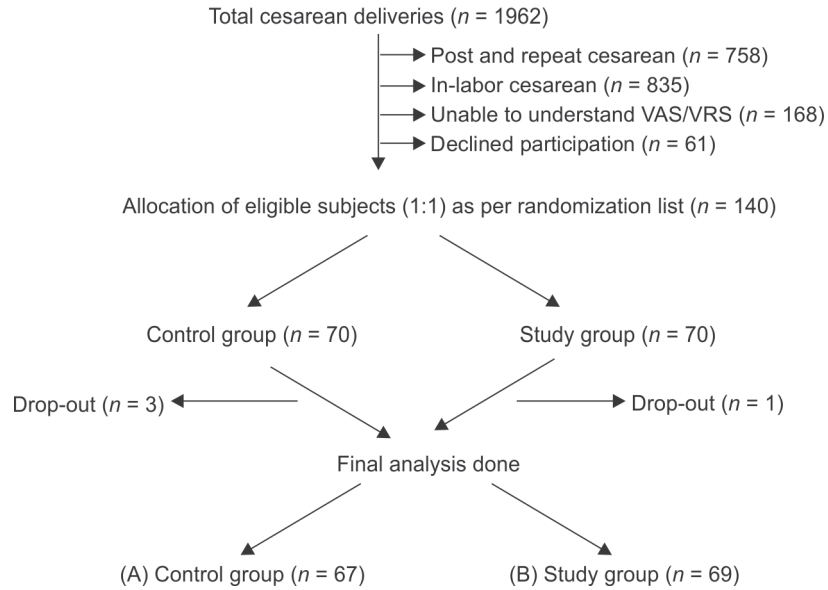 Total cesarean deliveries (n = 1962)
Post and repeat cesarean (n = 758)
In-labor cesarean (n = 835)
Unable to understand VAS/VRS (n = 168)
Declined participation (n = 61)
Allocation of eligible subjects (1:1) as per randomization list (n = 140)
Control group (n = 70)
Study group (n = 70)
Drop-out (n = 3)
Drop-out (n = 1)
Final analysis done
(A) Control group (n = 67)
(B) Study group (n = 69)